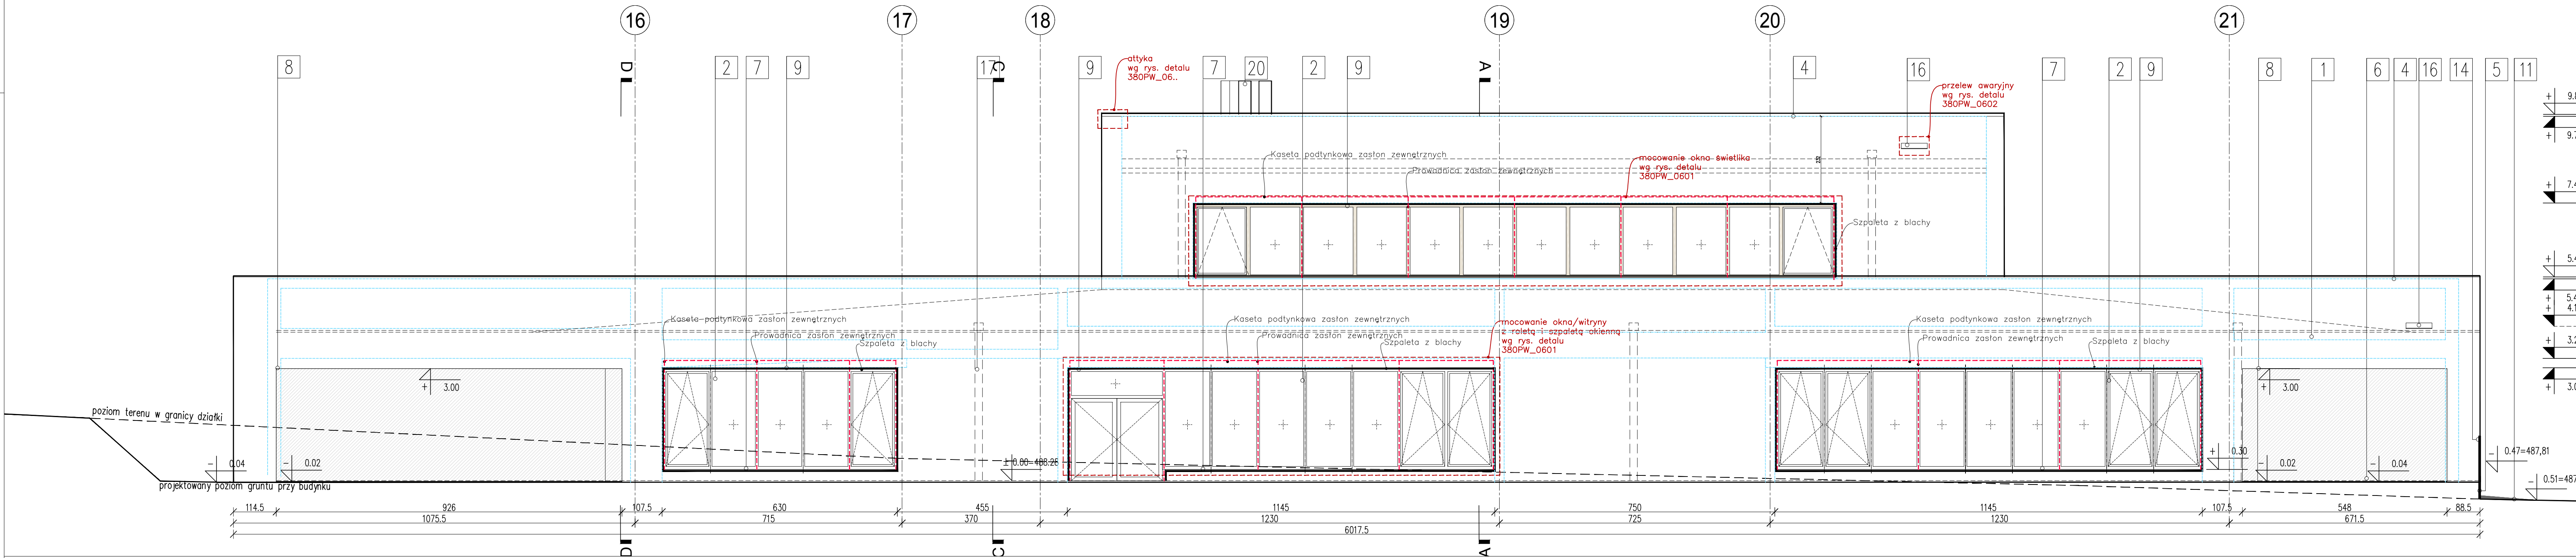 16
17
18
19
20
21
8
D
2
7
9
17
C
9
attyka
wg rys. detalu
380PW_06..
7
20
2
9
A
4
16
przelew awaryjny
wg rys. detalu
380PW_0602
7
2
9
8
1
6
4
16
14
5
11
+
+
+
+
+
+
+
+
Kaseta podtynkowa zasłon zewnętrznych
Prowadnica zasłon zewnętrznych
mocowanie okna świetlika
wg rys. detalu
380PW_0601
232
Szpaleta z blachy
Kaseta podtynkowa zasłon zewnętrznych
Prowadnica zasłon zewnętrznych
Szpaleta z blachy
Kaseta podtynkowa zasłon zewnętrznych
Prowadnica zasłon zewnętrznych
Szpaleta z blachy
mocowanie okna/witryny
z roletą i szpaletą okienną
wg rys. detalu
380PW_0601
Kaseta podtynkowa zasłon zewnętrznych
Prowadnica zasłon zewnętrznych
Szpaleta z blachy
+ 3.00
+ 3.00
poziom terenu w granicy działki
- 0.04
- 0.02
± 0.00=488.28
+ 0.30
- 0.02
- 0.04
- 0.47=487,81
- 0.51=487
projektowany poziom gruntu przy budynku
114.5
926
107.5
630
455
1145
750
1145
107.5
548
88.5
1075.5
715
370
1230
725
1230
671.5
6017.5
D
C
A